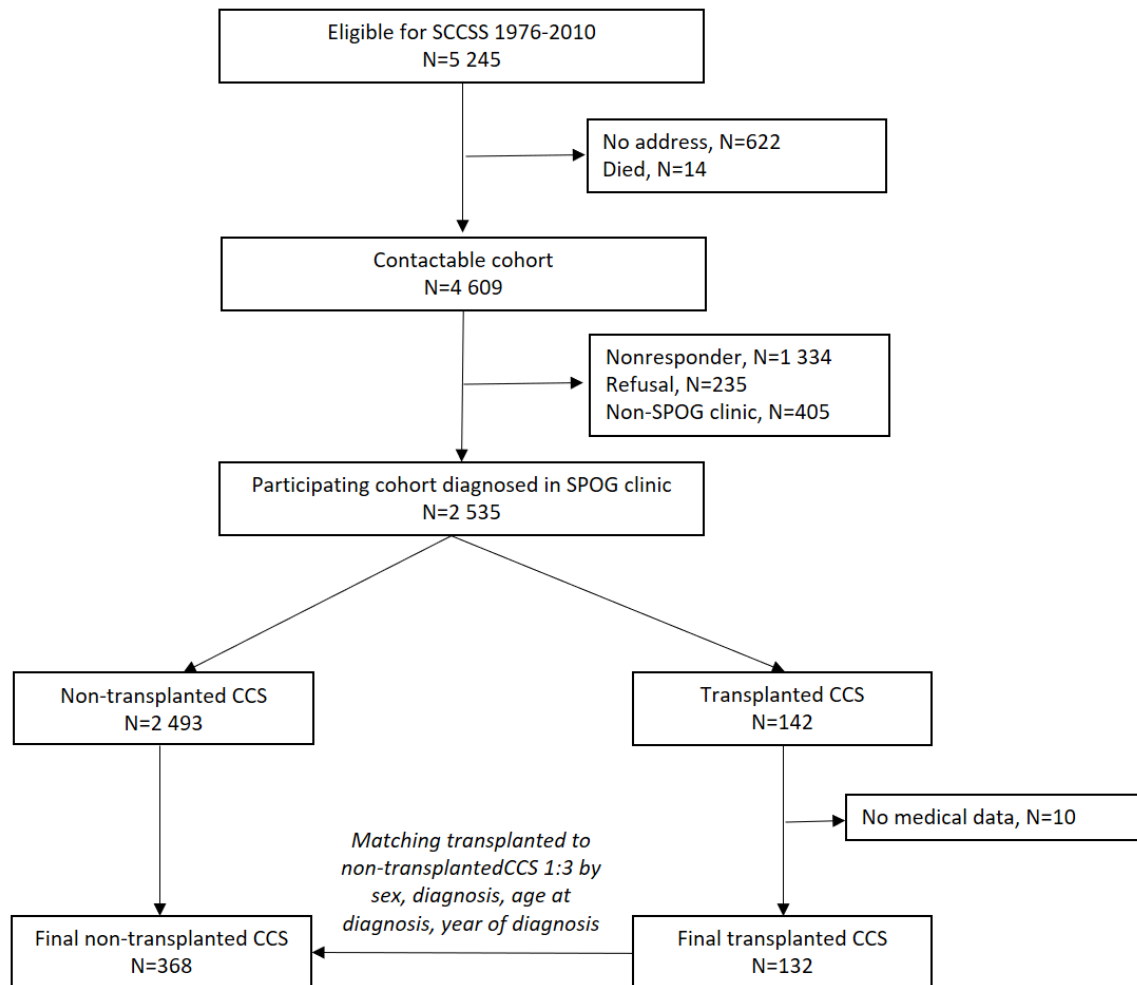 Eligible for SCCSS 1976-2010
N=5 245
No address, N=622
Died, N=14
Contactable cohort
N=4 609
Nonresponder, N=1 334
Refusal, N=235
Non-SPOG clinic, N=405
Participating cohort diagnosed in SPOG clinic
N=2 535
Non-transplanted CCS
N=2 493
Transplanted CCS
N=142
No medical data, N=10
Matching transplanted to
non-transplantedCCS 1:3 by
sex, diagnosis, age at
diagnosis, year of diagnosis
Final non-transplanted CCS
N=368
Final transplanted CCS
N=132